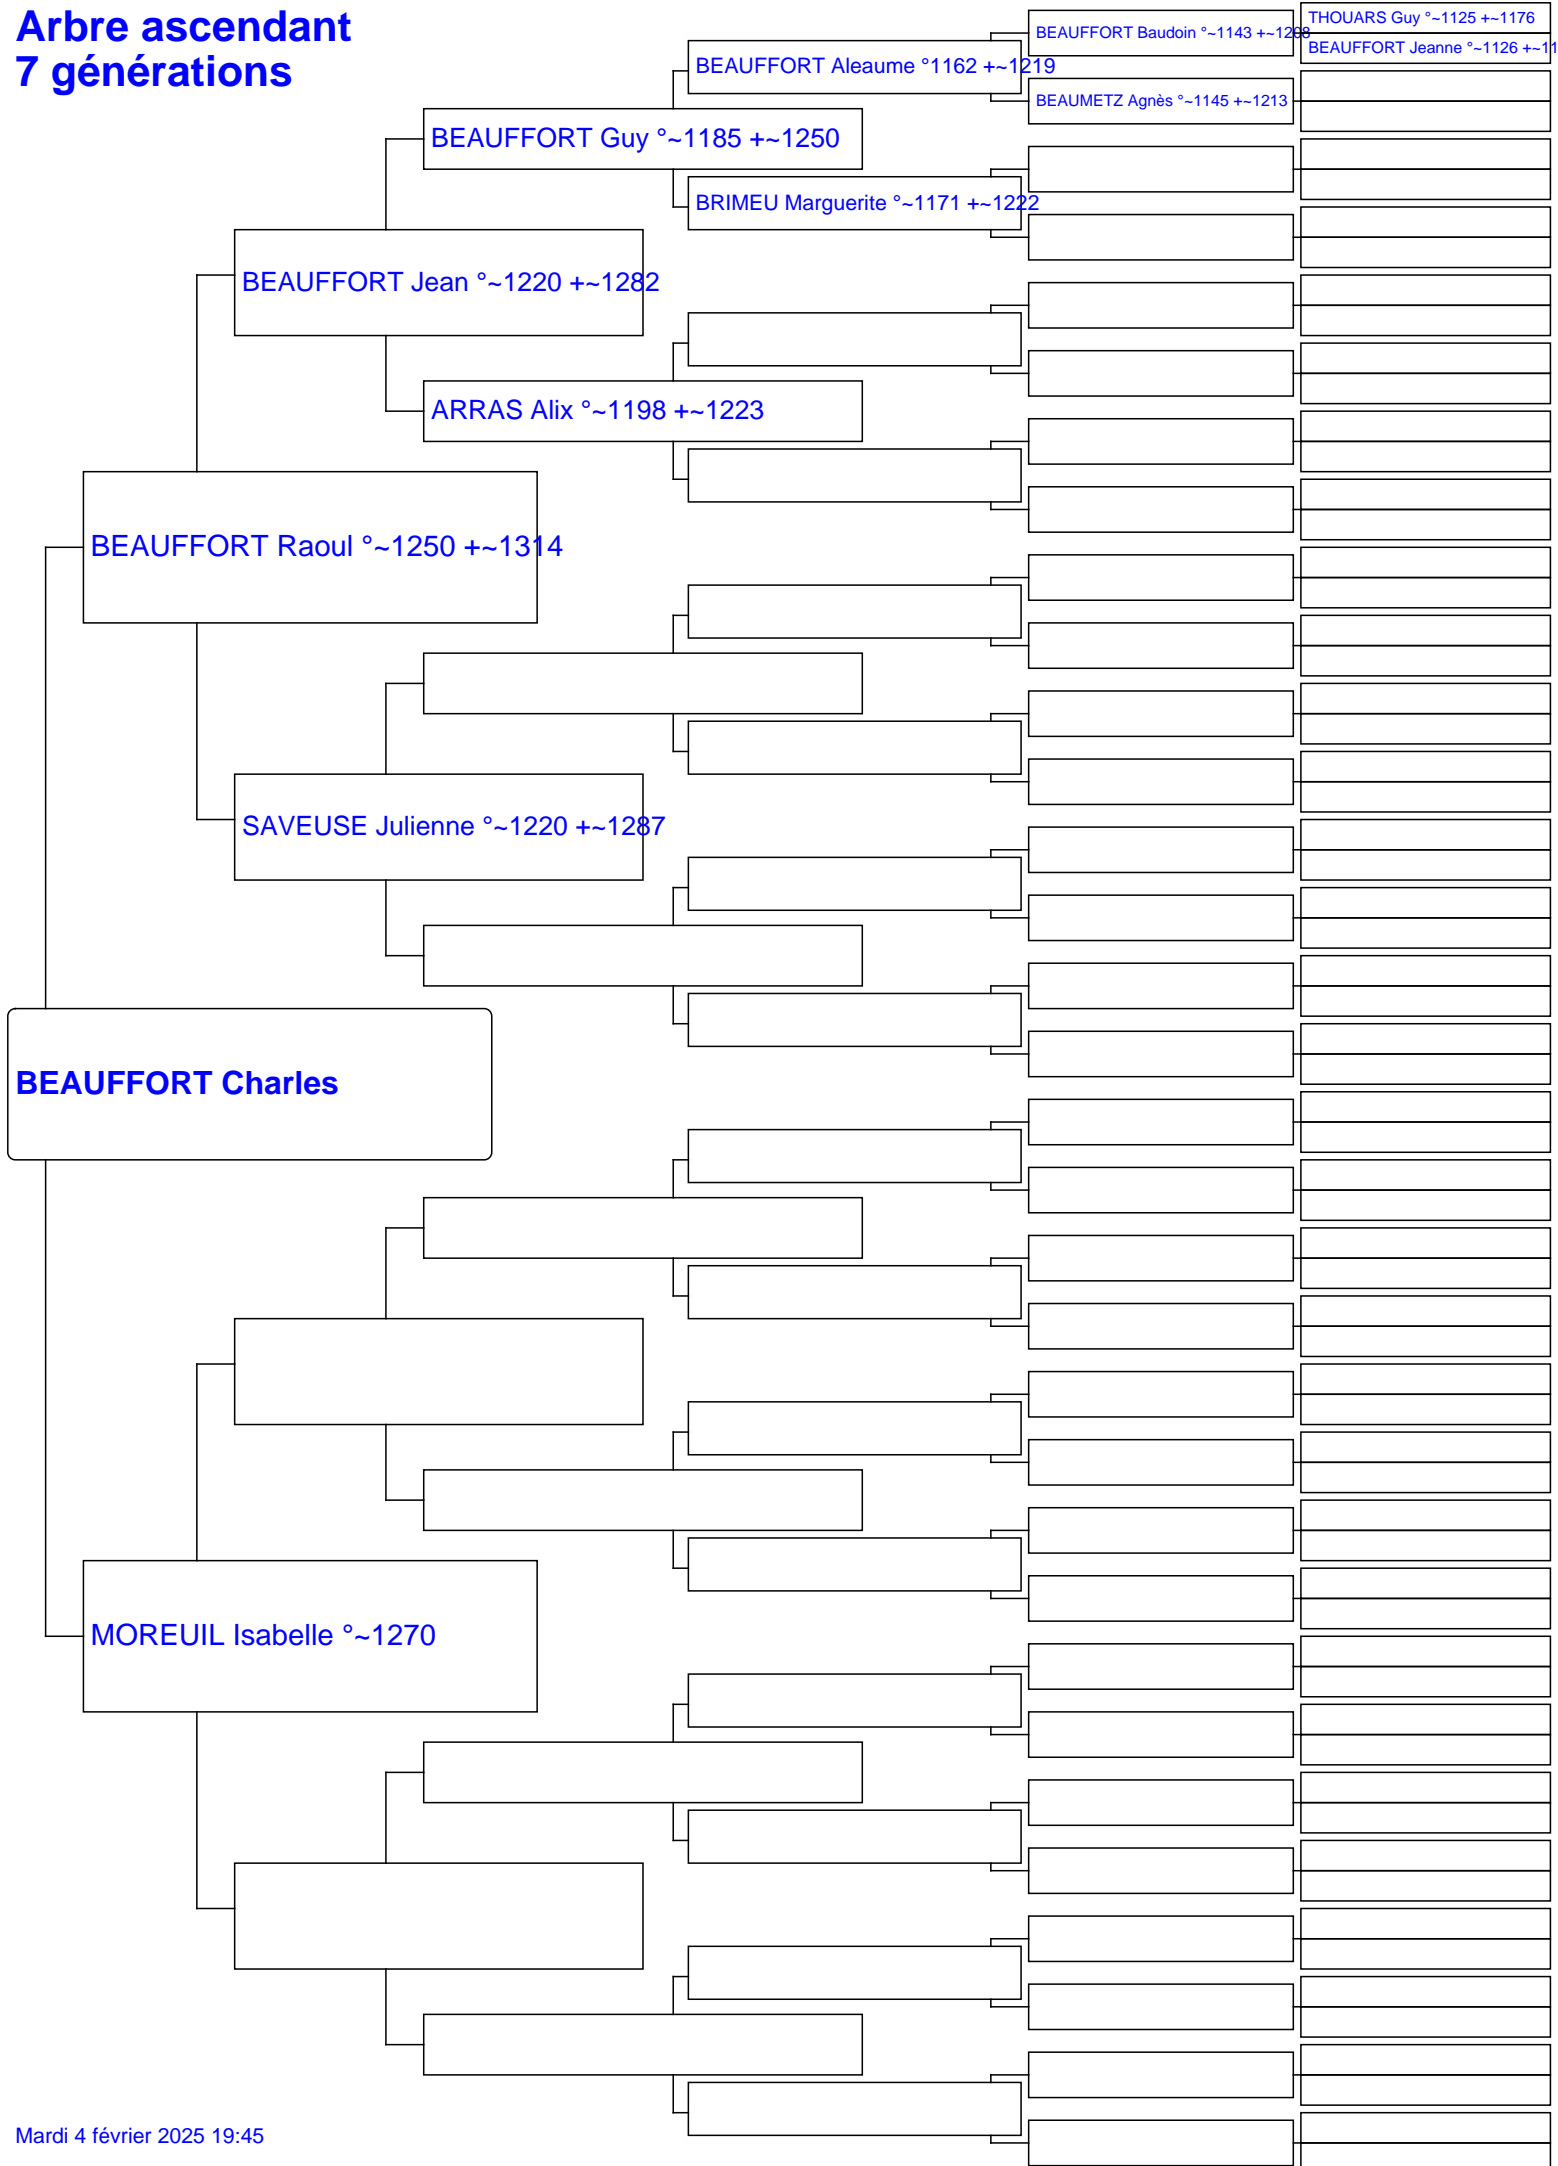 Arbre ascendant
7 générations
THOUARS Guy °~1125 +~1176
BEAUFFORT Baudoin °~1143 +~1208
BEAUFFORT Jeanne °~1126 +~11
BEAUFFORT Aleaume °1162 +~1219
BEAUMETZ Agnès °~1145 +~1213
BEAUFFORT Guy °~1185 +~1250
BRIMEU Marguerite °~1171 +~1222
BEAUFFORT Jean °~1220 +~1282
ARRAS Alix °~1198 +~1223
BEAUFFORT Raoul °~1250 +~1314
SAVEUSE Julienne °~1220 +~1287
BEAUFFORT Charles
MOREUIL Isabelle °~1270
Mardi 4 février 2025 19:45